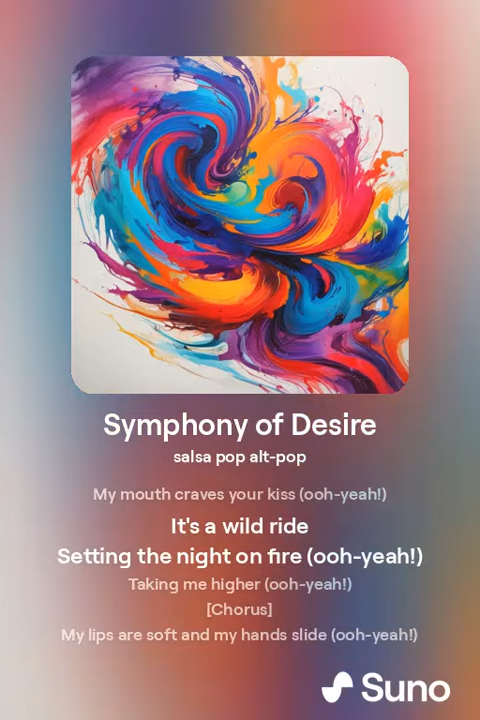 Symphony of Desire
salsa pop alt-pop
My mouth craves your kiss (ooh-yeah!)
It's a wild ride
Setting the night on fire (ooh-yeah!)
Taking me higher (ooh-yeah!)
[Chorus]
My lips are soft and my hands slide (ooh-yeah!)
Suno